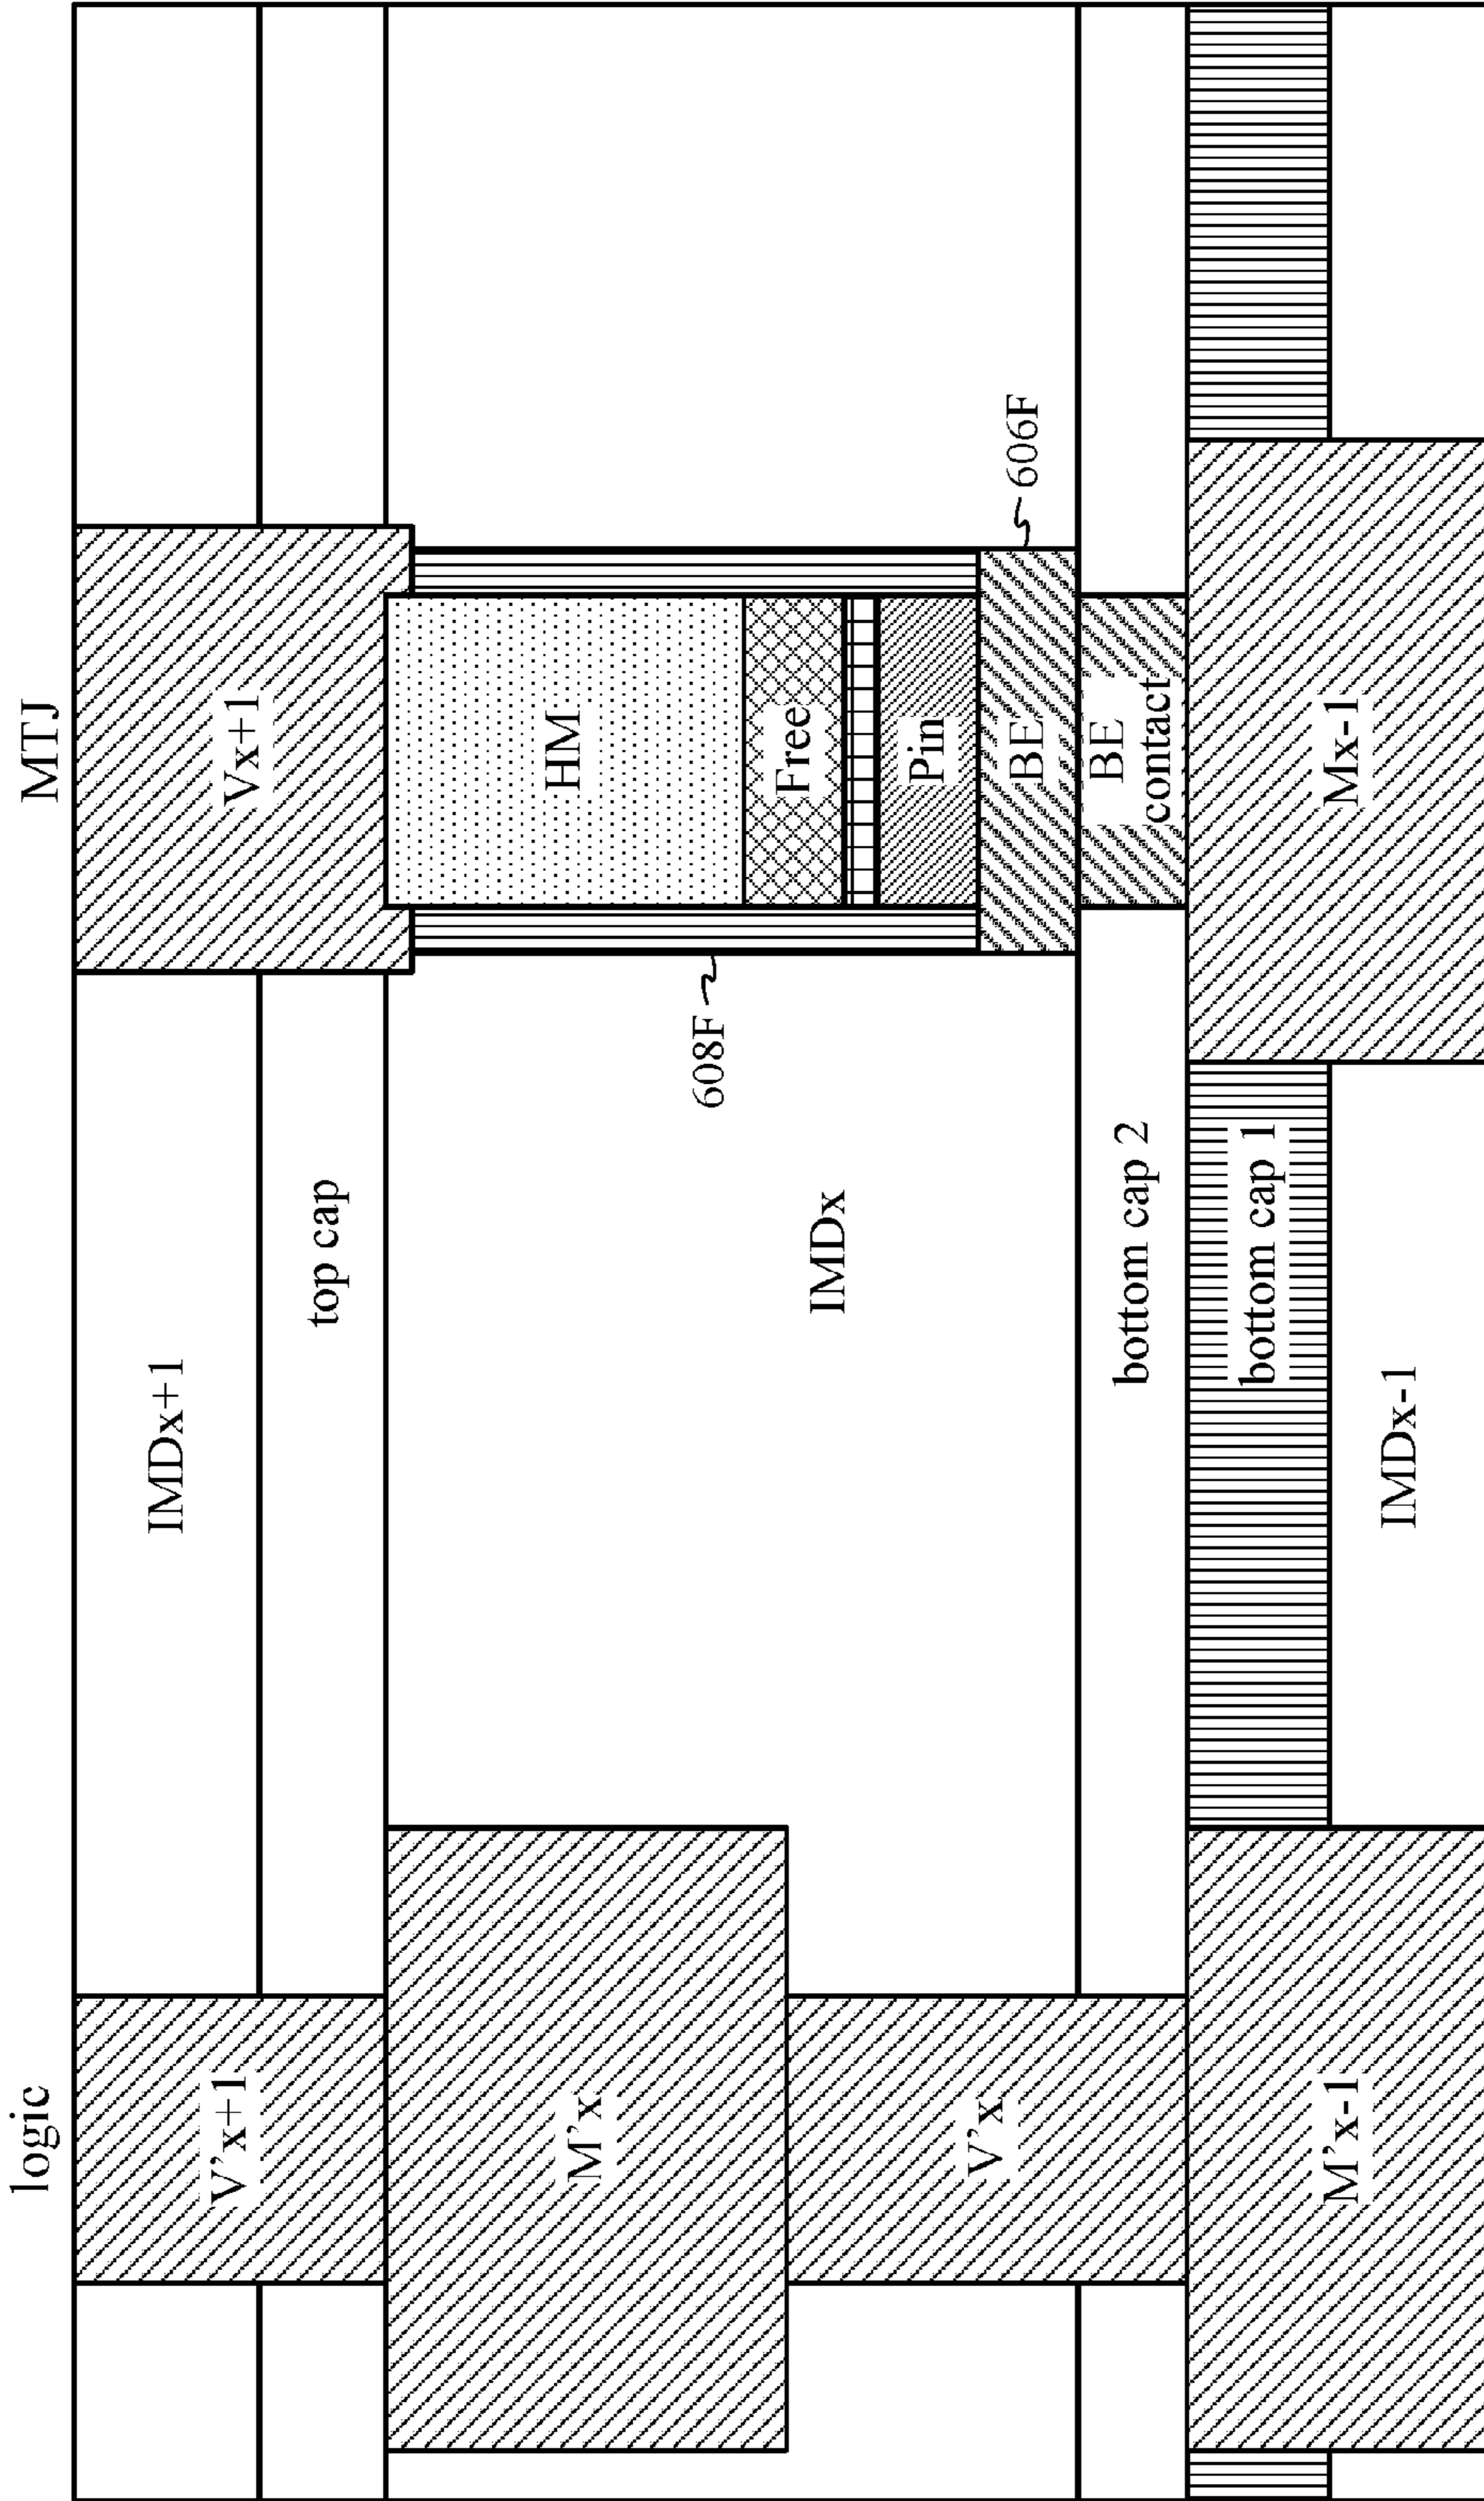 logic
MTJ
V'x+1
IMDx+1
Vx+1
top cap
M'x
HM
608F
Free
IMDx
Pin
V'x
BE
606F
bottom cap 2
BE
contact
bottom cap 1
M'x-1
Mx-1
IMDx-1